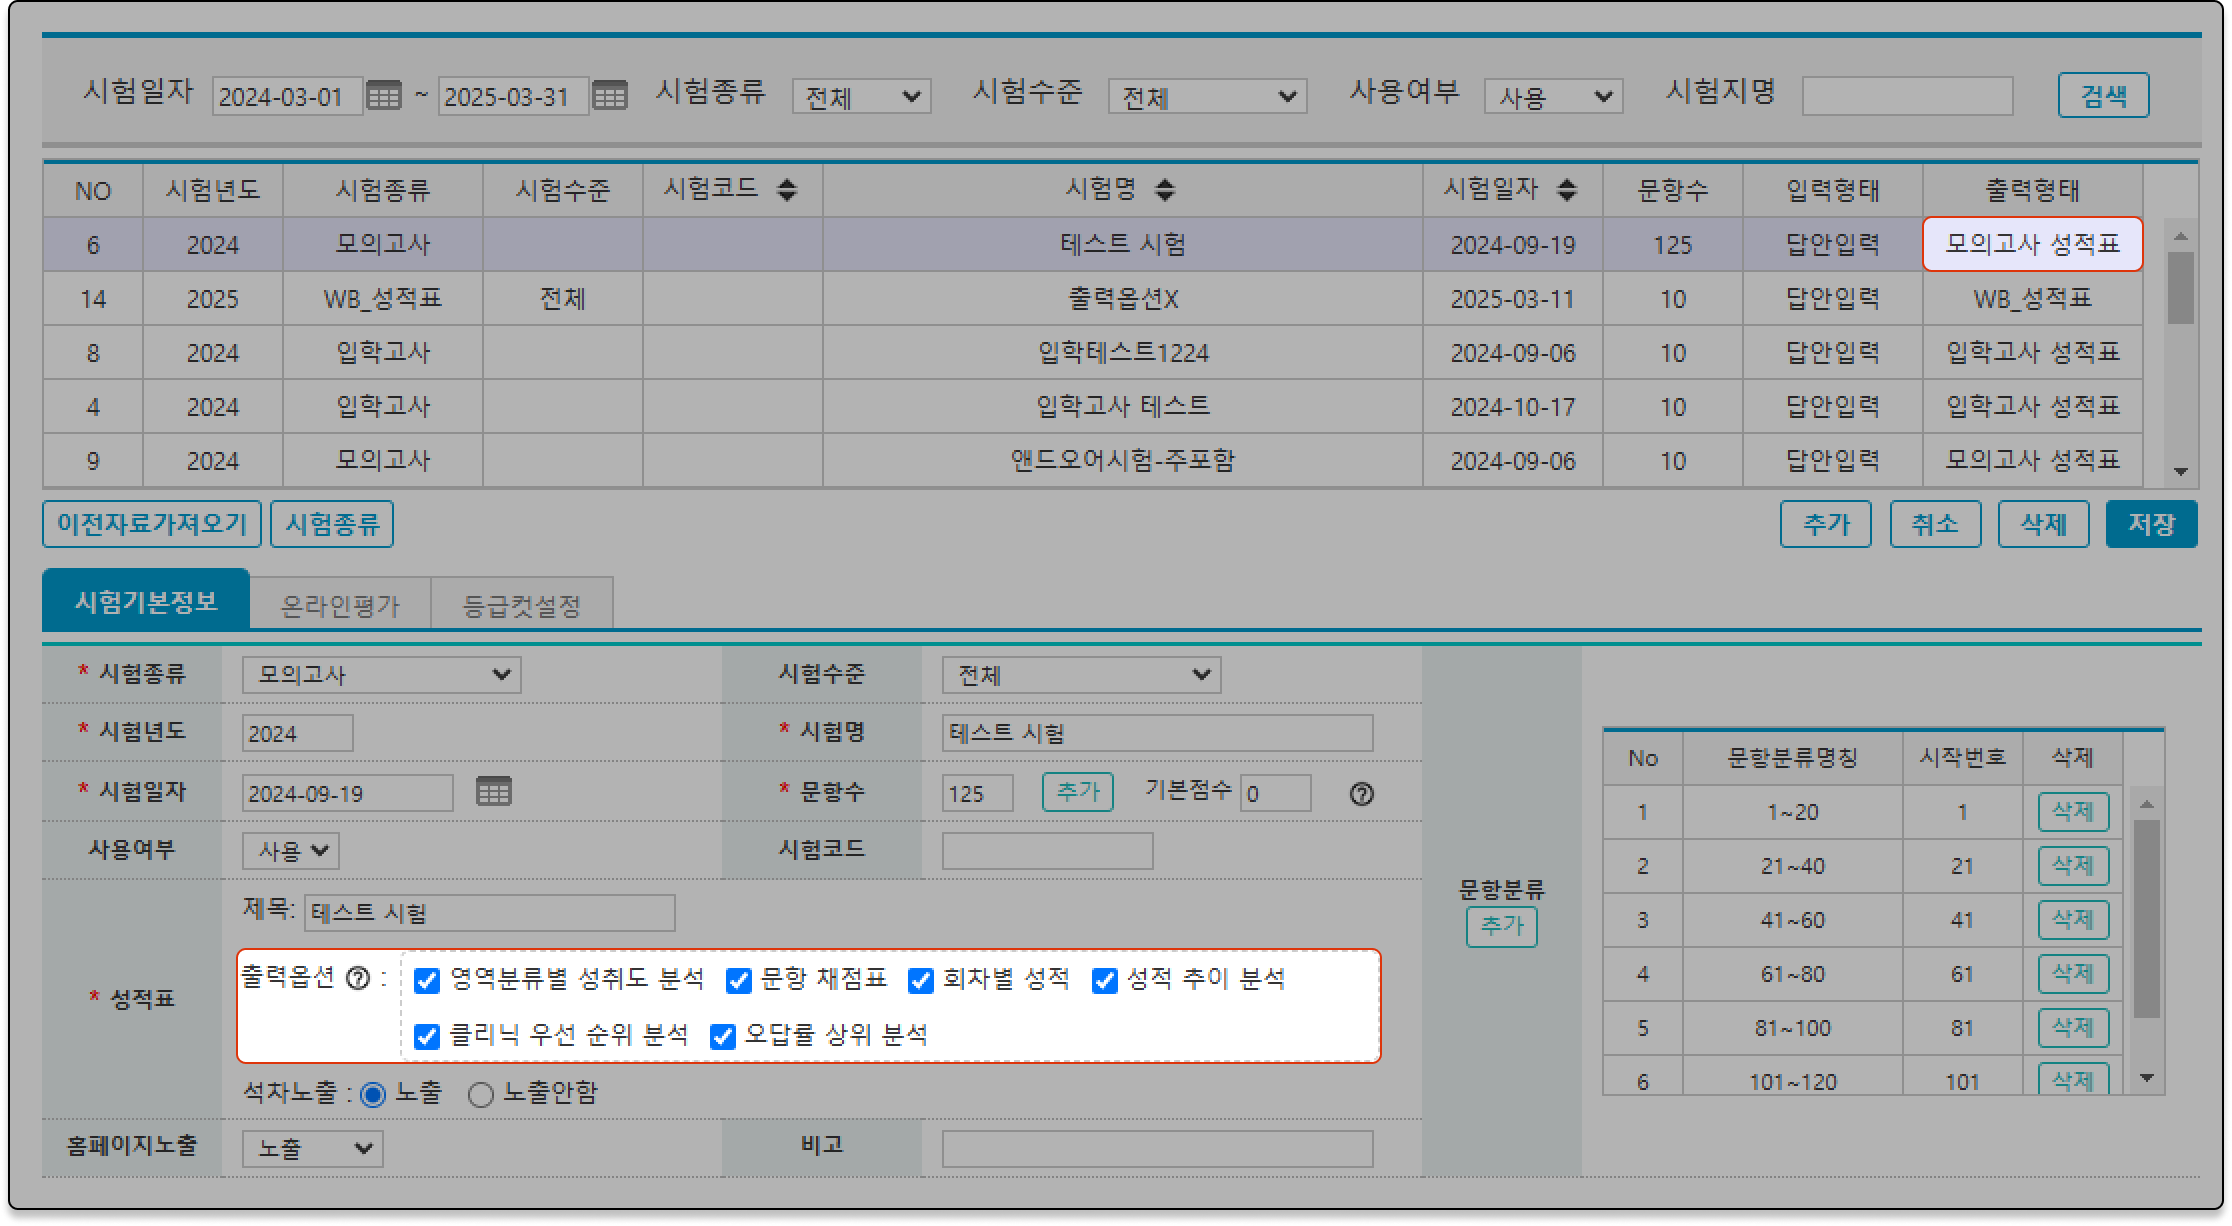 시험일자 2024-03-01 ~ 2025-03-31 시험종류 전체 시험수준 전체 사용여부 사용 시험지명 검색
NO 시험년도 시험종류 시험수준 시험코드 시험명 시험일자 문항수 입력형태 출력형태
6 2024 모의고사 테스트 시험 2024-09-19 125 답안입력 모의고사 성적표
14 2025 WB_성적표 전체 출력옵션X 2025-03-11 10 답안입력 WB_성적표
8 2024 입학고사 입학테스트1224 2024-09-06 10 답안입력 입학고사 성적표
4 2024 입학고사 입학고사 테스트 2024-10-17 10 답안입력 입학고사 성적표
9 2024 모의고사 앤드오어시험-주포함 2024-09-06 10 답안입력 모의고사 성적표
이전자료가져오기 시험종류 추가 취소 삭제 저장
시험기본정보 온라인평가 등급컷설정
* 시험종류 모의고사 시험수준 전체
* 시험년도 2024 * 시험명 테스트 시험
* 시험일자 2024-09-19 * 문항수 125 추가 기본점수 0 ?
사용여부 사용 시험코드
* 성적표
제목: 테스트 시험
출력옵션 ? : 영역분류별 성취도 분석 문항 채점표 회차별 성적 성적 추이 분석
클리닉 우선 순위 분석 오답률 상위 분석
석차노출 : 노출 노출안함
홈페이지노출 노출 비고
문항분류
추가
No 문항분류명칭 시작번호 삭제
1 1~20 1 삭제
2 21~40 21 삭제
3 41~60 41 삭제
4 61~80 61 삭제
5 81~100 81 삭제
6 101~120 101 삭제